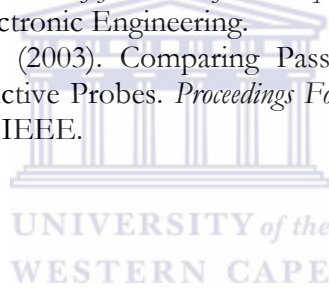 ctronic Engineering.
(2003). Comparing Pass
ctive Probes. Proceedings Fo
IEEE.
UNIVERSITY of the
WESTERN CAPE